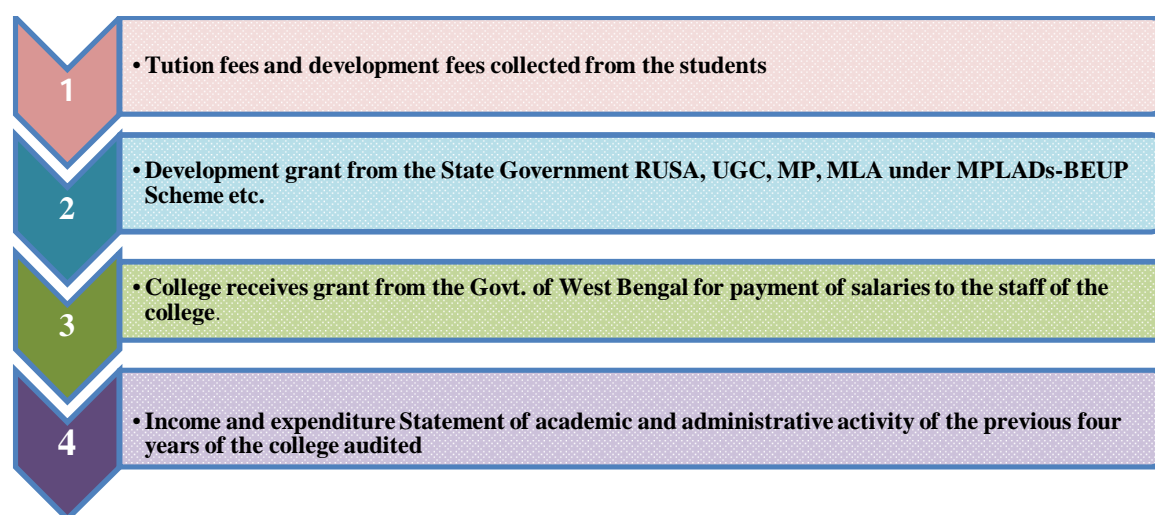 1
• Tution fees and development fees collected from the students
2
• Development grant from the State Government RUSA, UGC, MP, MLA under MPLADs-BEUP
Scheme etc.
3
• College receives grant from the Govt. of West Bengal for payment of salaries to the staff of the
college.
4
• Income and expenditure Statement of academic and administrative activity of the previous four
years of the college audited